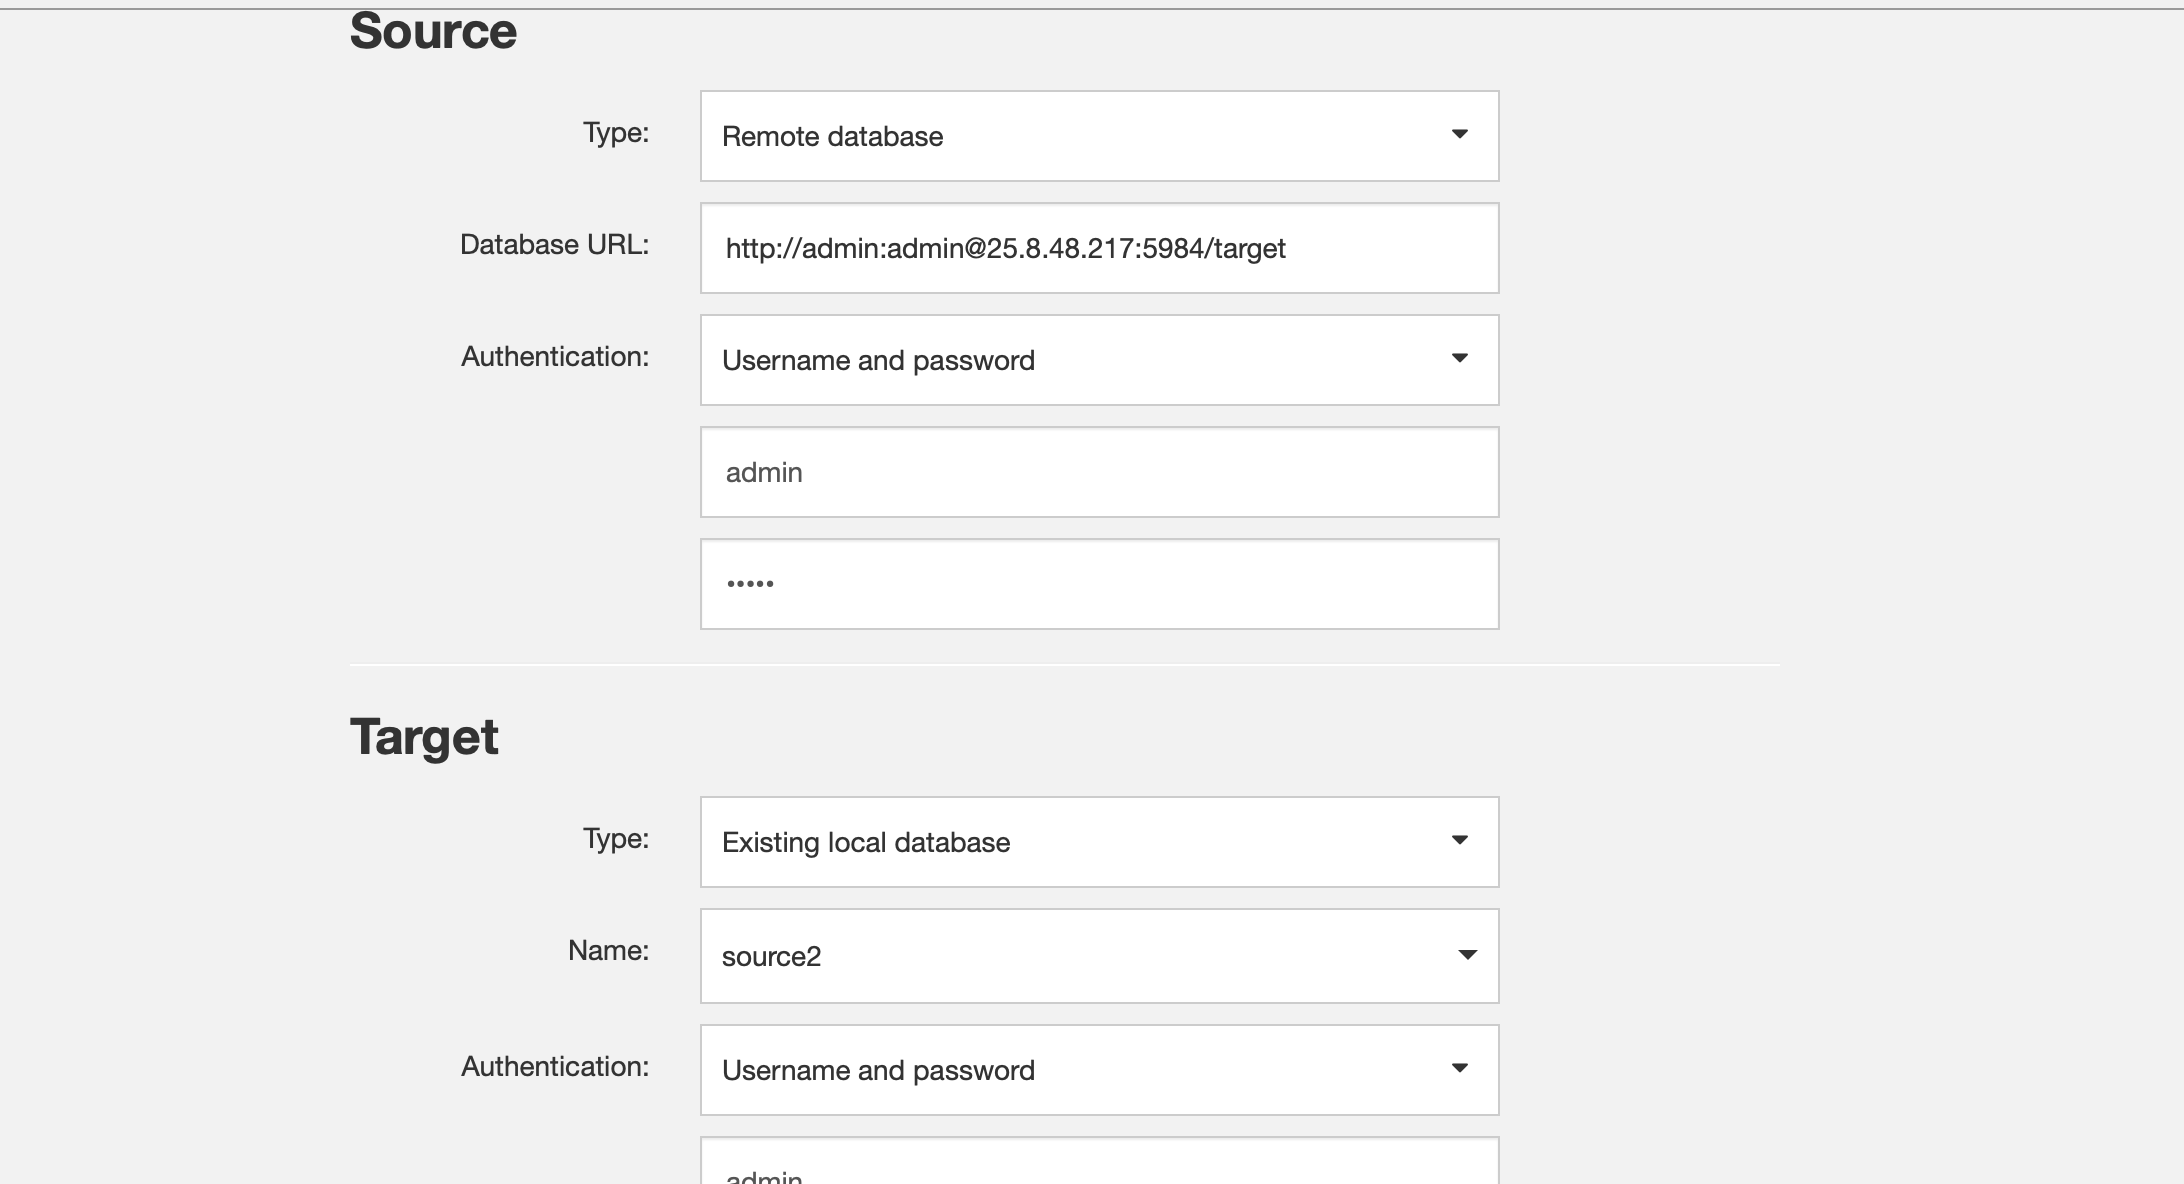 Source
Type:
Remote database
Database URL:
http://admin:admin@25.8.48.217:5984/target
Authentication:
Username and password
admin
•••••
Target
Type:
Existing local database
Name:
source2
Authentication:
Username and password
admin